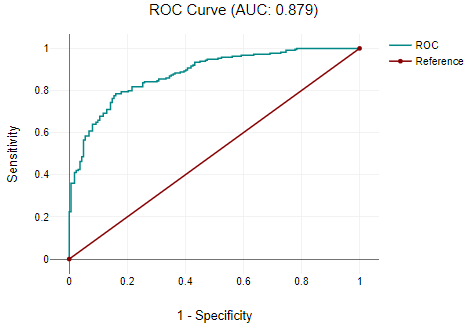 ROC Curve (AUC: 0.879)
ROC
Reference
Sensitivity
1
0.8
0.6
0.4
0.2
0
0
0.2
0.4
0.6
0.8
1
1 - Specificity